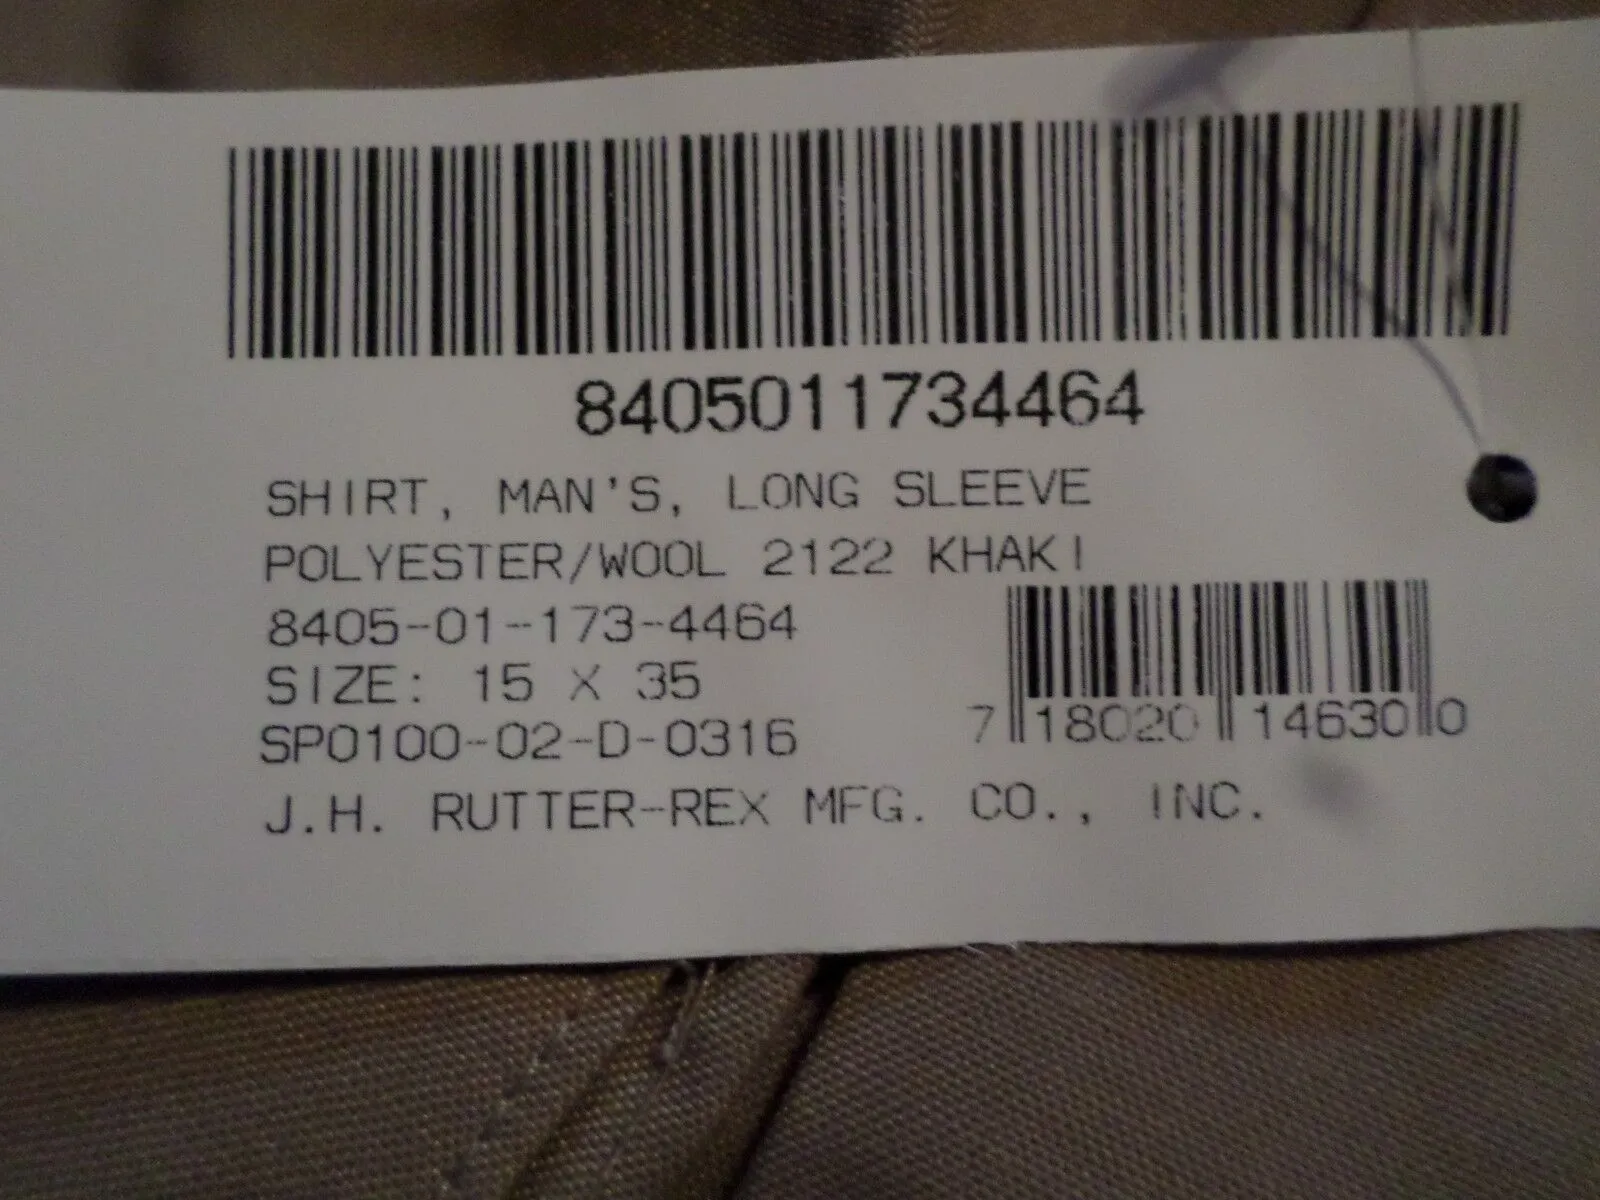 8405011734464
SHIRT, MAN'S, LONG SLEEVE
POLYESTER/WOOL 2122 KHAKI
8405-01-173-4464
SIZE: 15 X 35
SP0100-02-D-0316
7 18020 14630 0
J.H. RUTTER-REX MFG. CO., INC.